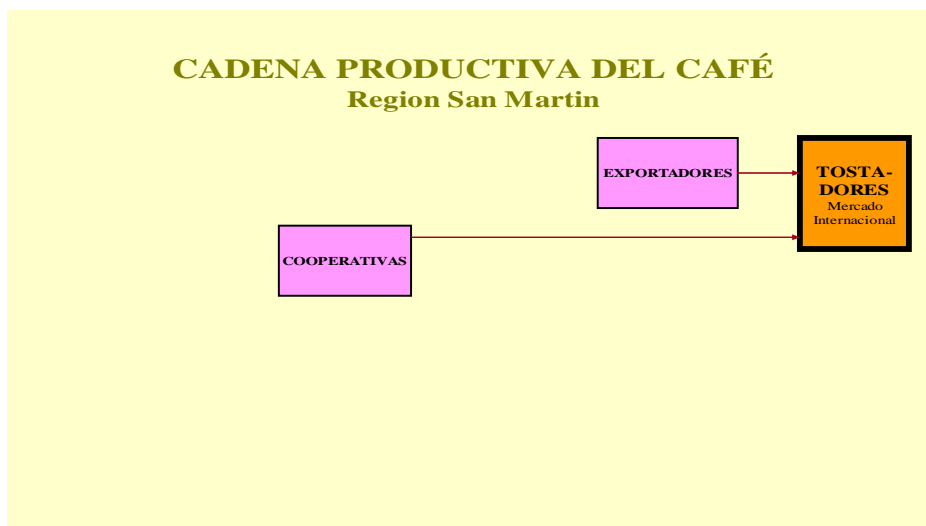 CADENA PRODUCTIVA DEL CAFÉ
Region San Martin
EXPORTADORES
TOSTA-
DORES
Mercado
Internacional
COOPERATIVAS